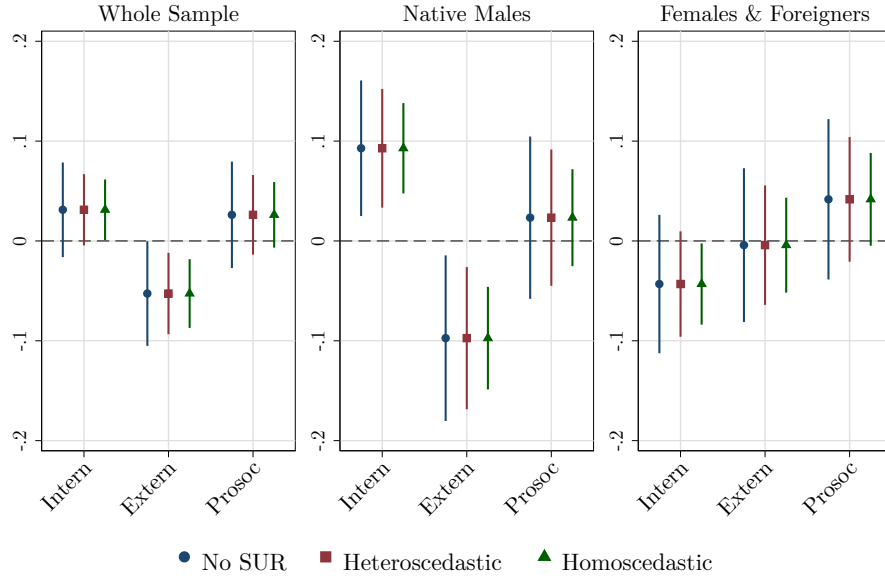 Whole Sample
Native Males
Females & Foreigners
.2
.1
0
-.1
-.2
Intern
Extern
Prosoc
.2
.1
0
-.1
-.2
Intern
Extern
Prosoc
.2
.1
0
-.1
-.2
Intern
Extern
Prosoc
No SUR Heteroscedastic Homoscedastic